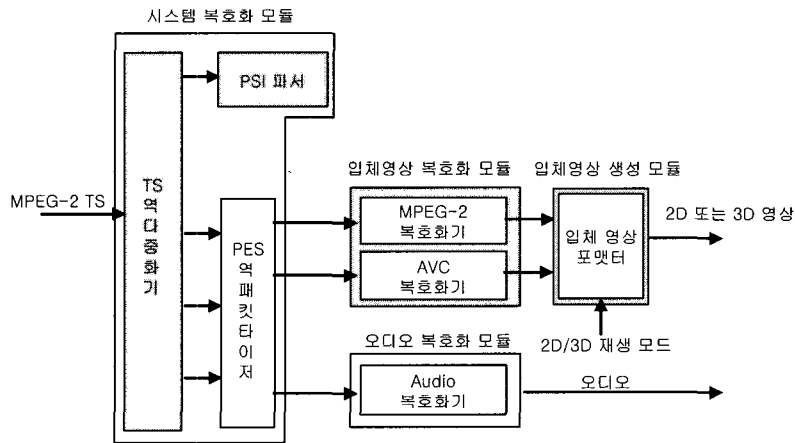 시스템 복호화 모듈
PSI 파서
TS
역
다
중
화
기
MPEG-2 TS
PES
역
패
킷
타
이
저
입체영상 복호화 모듈
MPEG-2
복호화기
AVC
복호화기
입체영상 생성 모듈
입체 영상
포맷터
2D 또는 3D 영상
2D/3D 재생 모드
오디오 복호화 모듈
Audio
복호화기
오디오